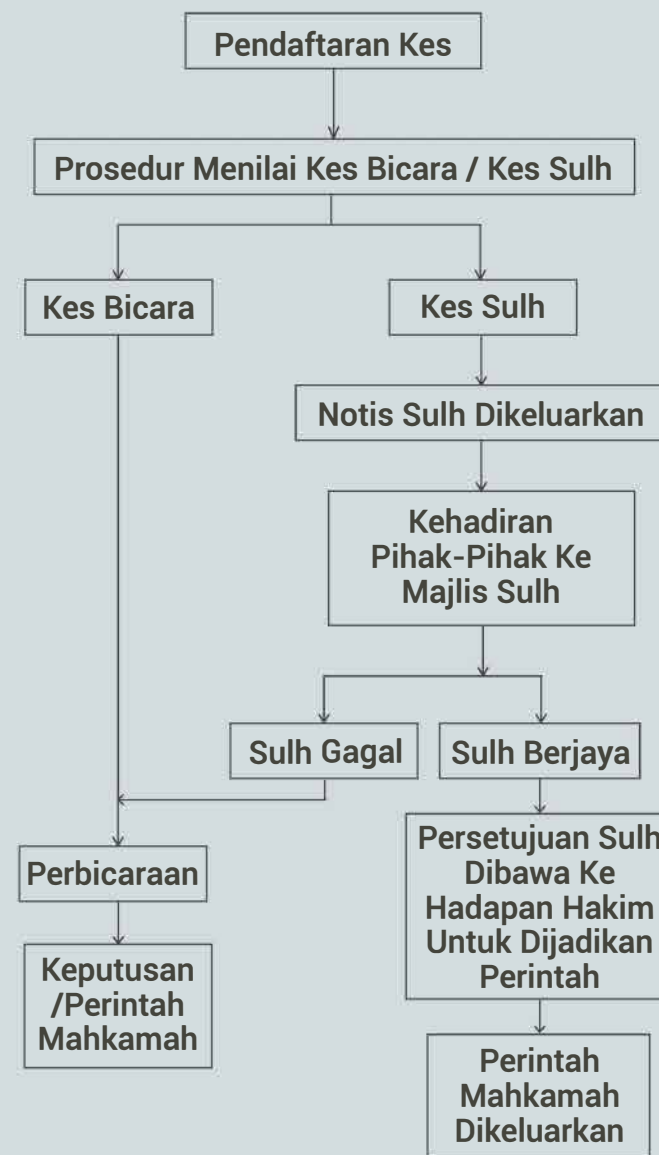 Pendaftaran Kes
Prosedur Menilai Kes Bicara / Kes Sulh
Kes Bicara
Kes Sulh
Notis Sulh Dikeluarkan
Kehadiran
Pihak-Pihak Ke
Majlis Sulh
Sulh Gagal
Sulh Berjaya
Perbicaraan
Keputusan
/Perintah
Mahkamah
Persetujuan Sulh
Dibawa Ke
Hadapan Hakim
Untuk Dijadikan
Perintah
Perintah
Mahkamah
Dikeluarkan